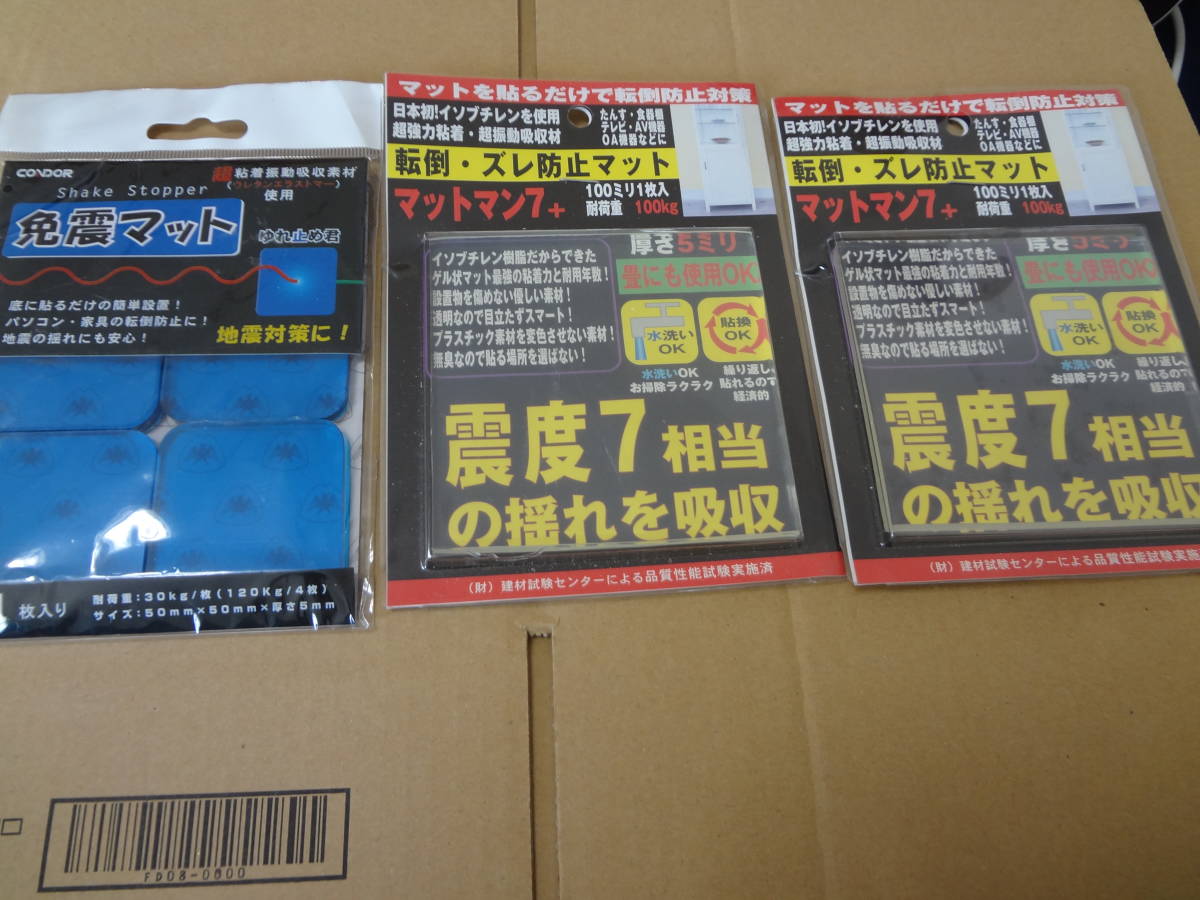 CONDOR
Shake Stopper
超粘着振動吸収素材
(ウレタンエラストマー)
使用
免震マット
ゆれ止め君
底に貼るだけの簡単設置!
パソコン・家具の転倒防止に!
地震の揺れにも安心!
地震対策に!
枚入り
耐荷重:30kg/枚(120Kg/4枚)
サイズ:50mm×50mm×厚さ5mm
マットを貼るだけで転倒防止対策
日本初!イソブチレンを使用
超強力粘着・超振動吸収材
たんす・食器棚
テレビ・AV機器
OA機器などに
転倒・ズレ防止マット
マットマン7+
100ミリ1枚入
耐荷重 100kg
厚さ5ミリ
イソブチレン樹脂だからできた
ゲル状マット最強の粘着力と耐用年数!
設置物を傷めない優しい素材!
透明なので目立たずスマート!
プラスチック素材を変色させない素材!
無臭なので貼る場所を選ばない!
畳にも使用OK
水洗い
OK
貼換
OK
水洗いOK
お掃除ラクラク
繰り返し
貼れるので
経済的
震度7相当
の揺れを吸収
(財)建材試験センターによる品質性能試験実施済
マットを貼るだけで転倒防止対策
日本初!イソブチレンを使用
超強力粘着・超振動吸収材
たんす・食器棚
テレビ・AV機器
OA機器などに
転倒・ズレ防止マット
マットマン7+
100ミリ1枚入
耐荷重 100kg
厚さ5ミリ
イソブチレン樹脂だからできた
ゲル状マット最強の粘着力と耐用年数!
設置物を傷めない優しい素材!
透明なので目立たずスマート!
プラスチック素材を変色させない素材!
無臭なので貼る場所を選ばない!
畳にも使用OK
水洗い
OK
貼換
OK
水洗いOK
お掃除ラクラク
繰り返し
貼れるので
経済的
震度7相当
の揺れを吸収
(財)建材試験センターによる品質性能試験実施
FD08-0000